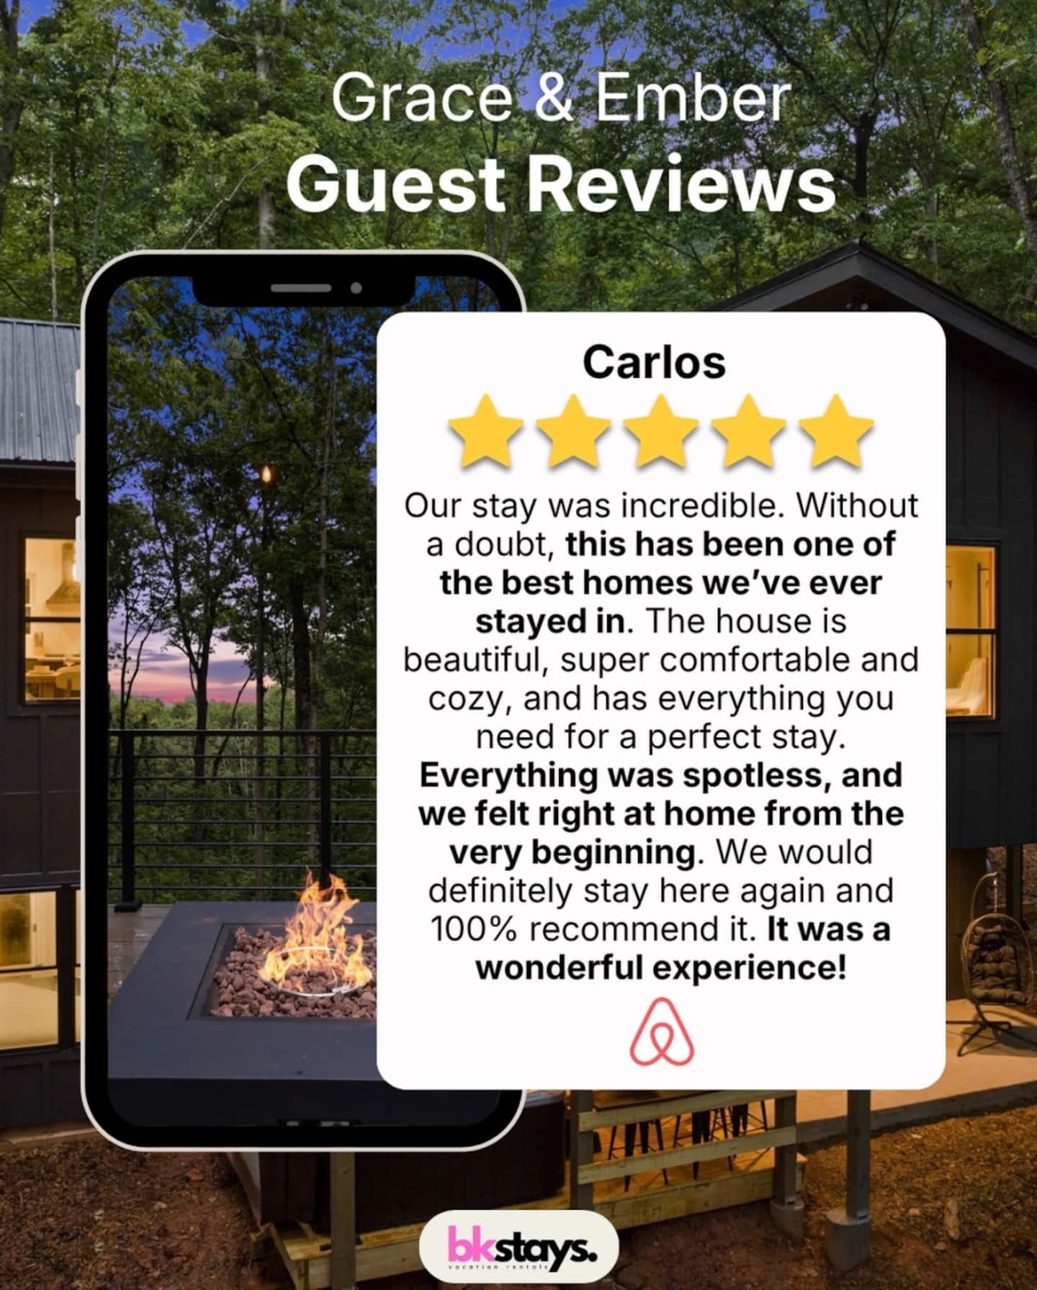 Grace & Ember
Guest Reviews
Carlos
Our stay was incredible. Without
a doubt, this has been one of
the best homes we’ve ever
stayed in. The house is
beautiful, super comfortable and
cozy, and has everything you
need for a perfect stay.
Everything was spotless, and
we felt right at home from the
very beginning. We would
definitely stay here again and
100% recommend it. It was a
wonderful experience!
bkstays.
vacation rentals